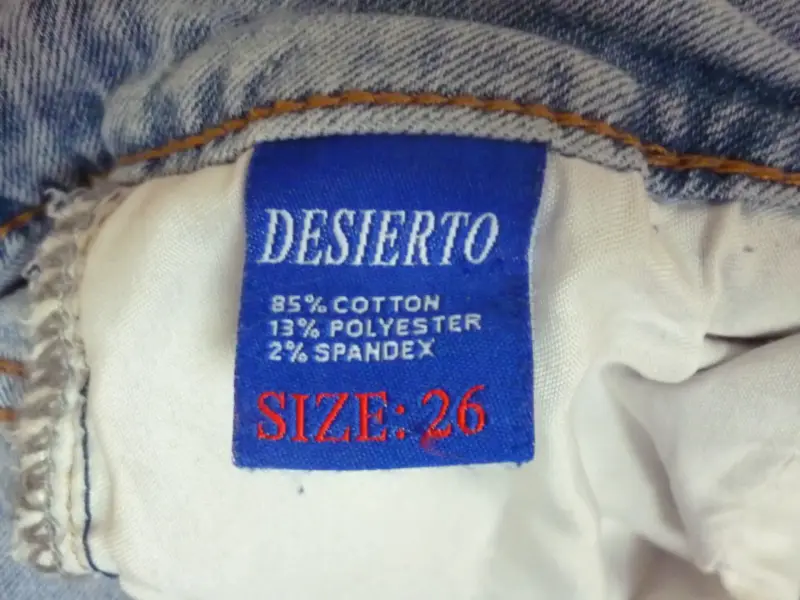 DESIERTO
85% COTTON
13% POLYESTER
2% SPANDEX
SIZE: 26